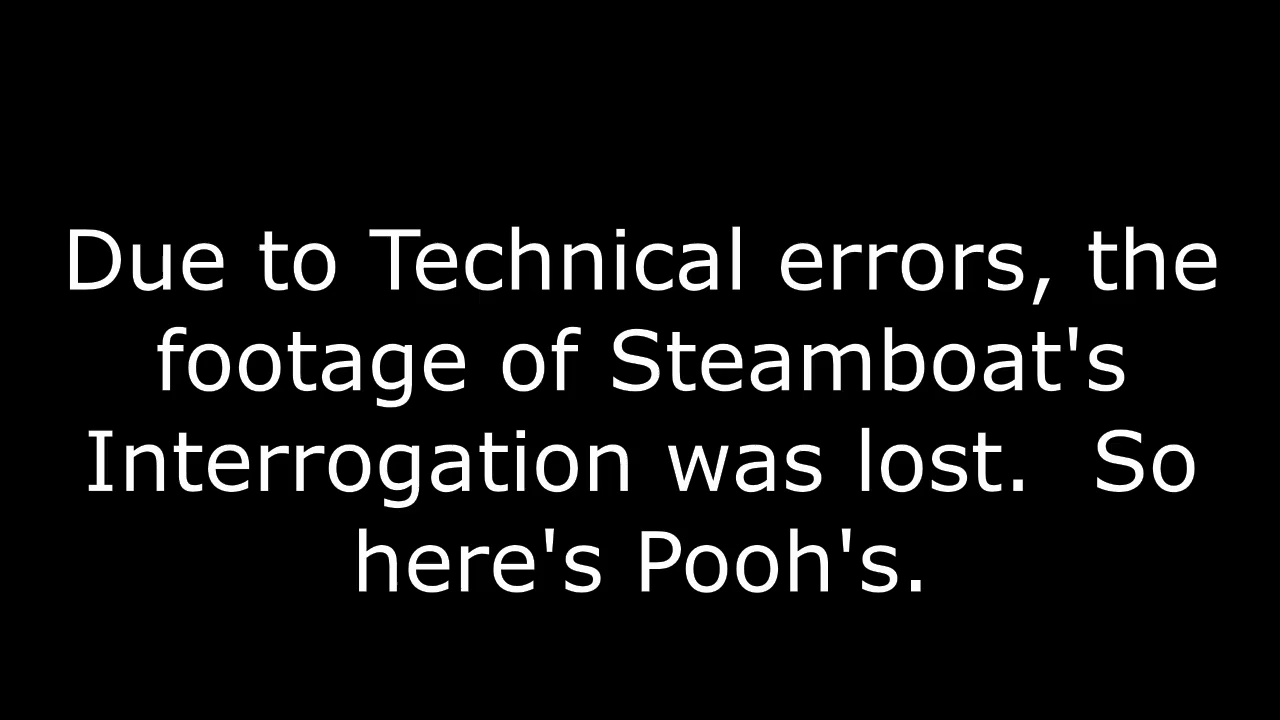 Due to Technical errors, the
footage of Steamboat's
Interrogation was lost.  So
here's Pooh's.